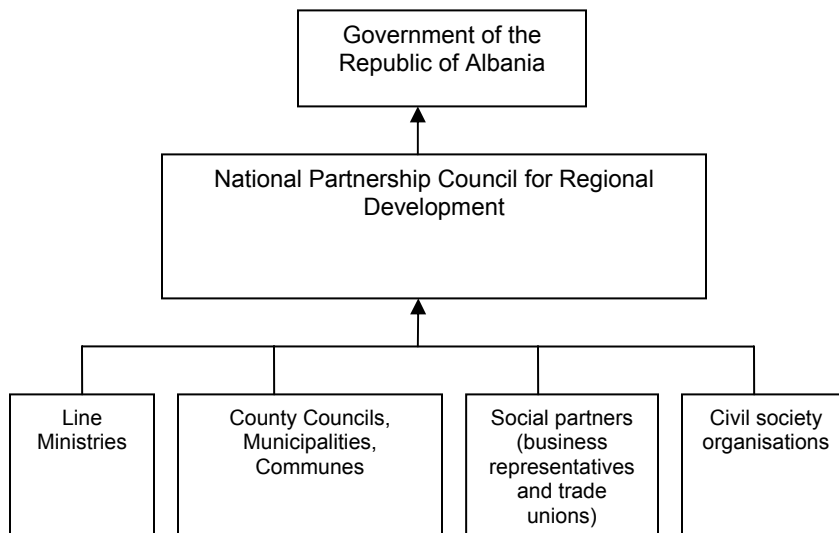 Government of the
Republic of Albania
National Partnership Council for Regional
Development
Line
Ministries
County Councils,
Municipalities,
Communes
Social partners
(business
representatives
and trade
unions)
Civil society
organisations